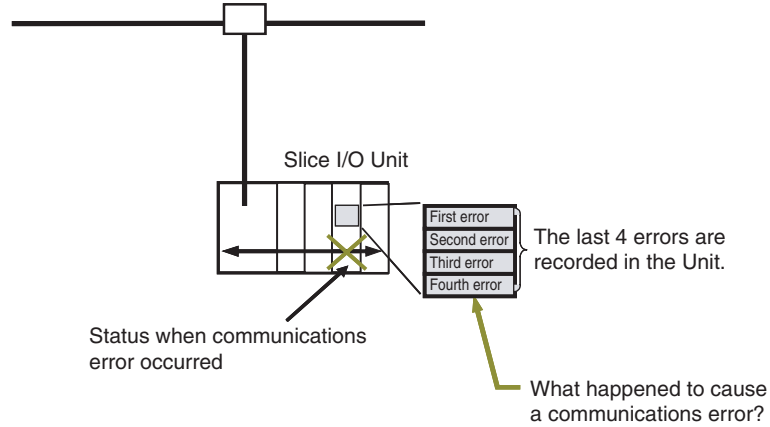 Slice I/O Unit
First error
Second error
Third error
Fourth error
The last 4 errors are
recorded in the Unit.
Status when communications
error occurred
What happened to cause
a communications error?